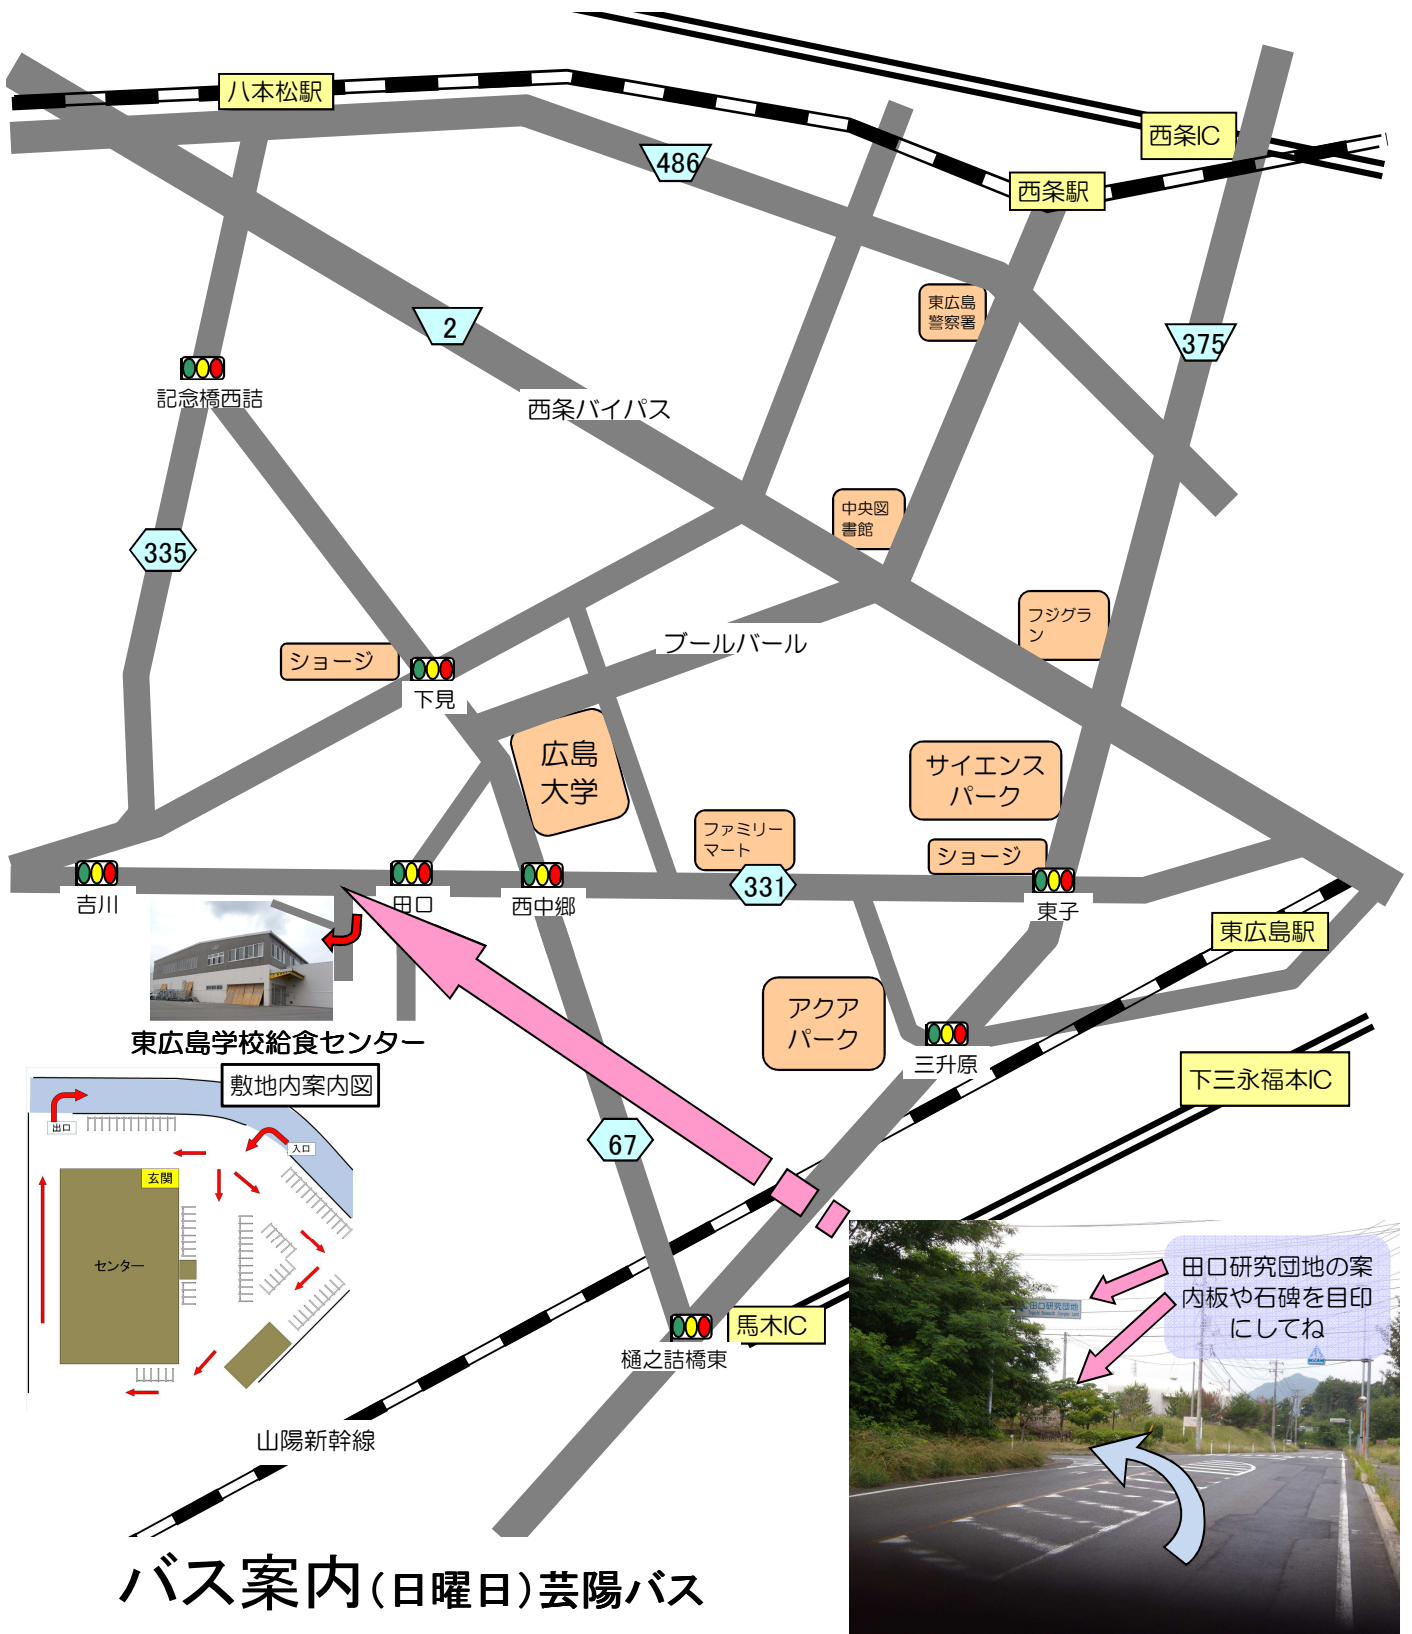 八本松駅
西条IC
486
西条駅
東広島
警察署
2
375
記念橋西詰
西条バイパス
中央図
書館
335
フジグラ
ン
ブールバール
ショージ
下見
広島
大学
サイエンス
パーク
ファミリー
マート
ショージ
331
吉川
田口
西中郷
東子
東広島駅
アクア
パーク
東広島学校給食センター
三升原
下三永福本IC
敷地内案内図
出口
入口
67
玄関
センター
田口研究団地の案
内板や石碑を目印
にしてね
田口研究団地
馬木IC
樋之詰橋東
山陽新幹線
バス案内(日曜日)芸陽バス